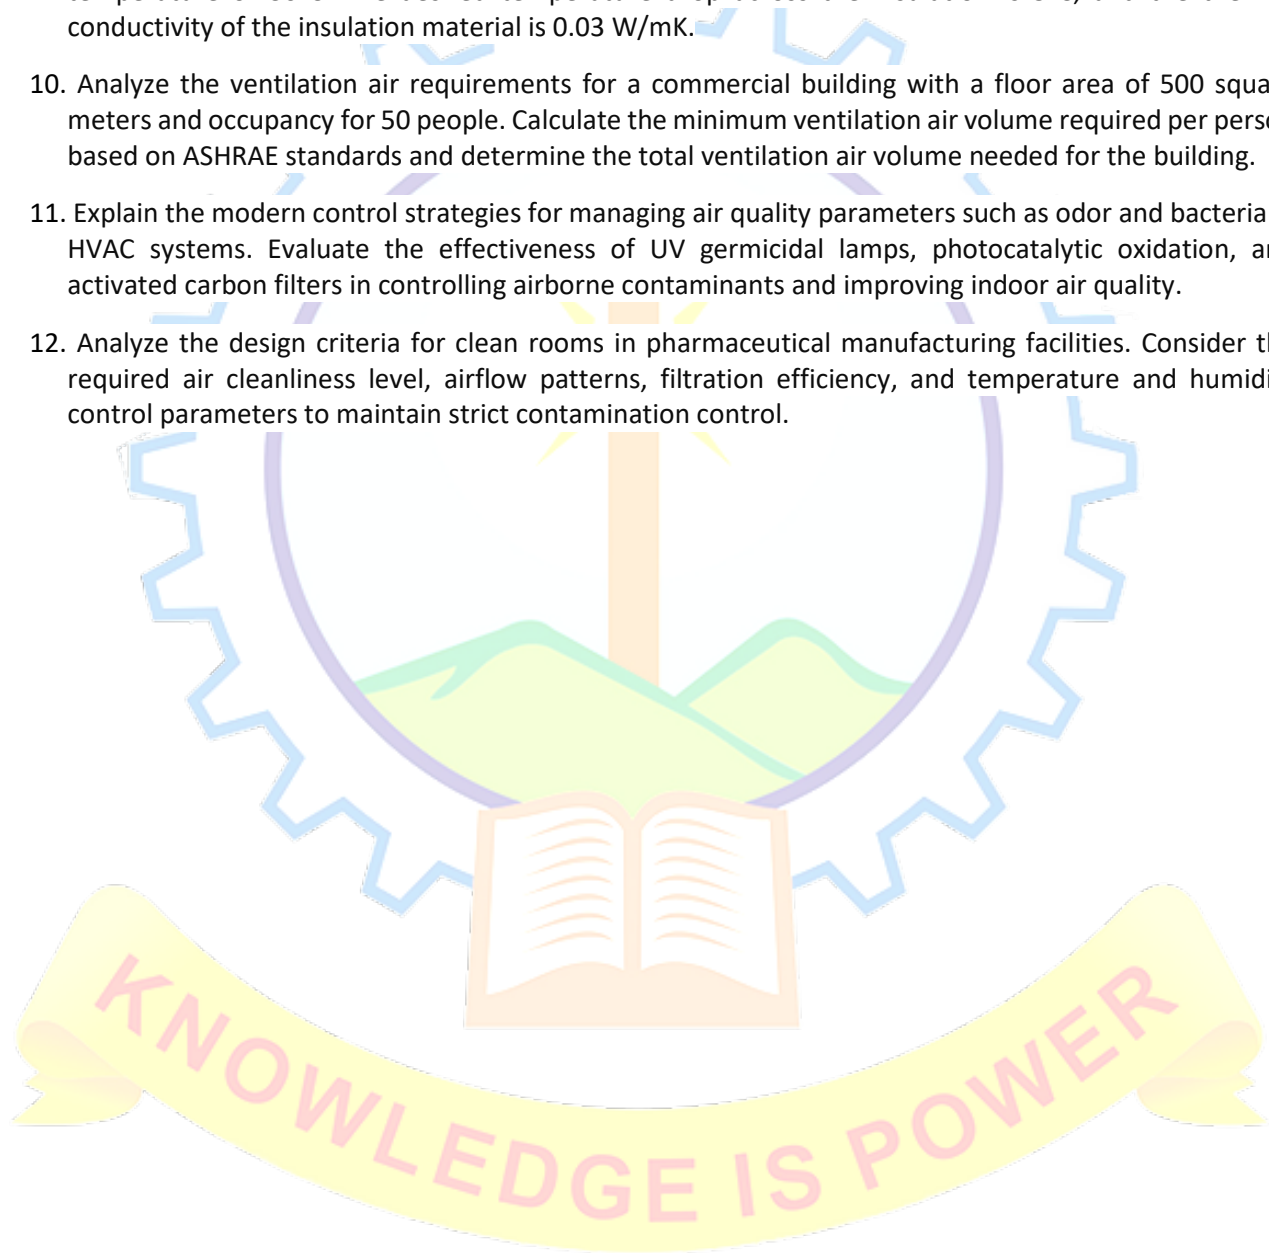 conductivity of the insulation material is 0.03 W/mK.
10. Analyze the ventilation air requirements for a commercial building with a floor area of 500 squa
meters and occupancy for 50 people. Calculate the minimum ventilation air volume required per perso
based on ASHRAE standards and determine the total ventilation air volume needed for the building.
11. Explain the modern control strategies for managing air quality parameters such as odor and bacteria
HVAC systems. Evaluate the effectiveness of UV germicidal lamps, photocatalytic oxidation, an
activated carbon filters in controlling airborne contaminants and improving indoor air quality.
12. Analyze the design criteria for clean rooms in pharmaceutical manufacturing facilities. Consider th
required air cleanliness level, airflow patterns, filtration efficiency, and temperature and humidi
control parameters to maintain strict contamination control.
KNOWLEDGE IS POWER